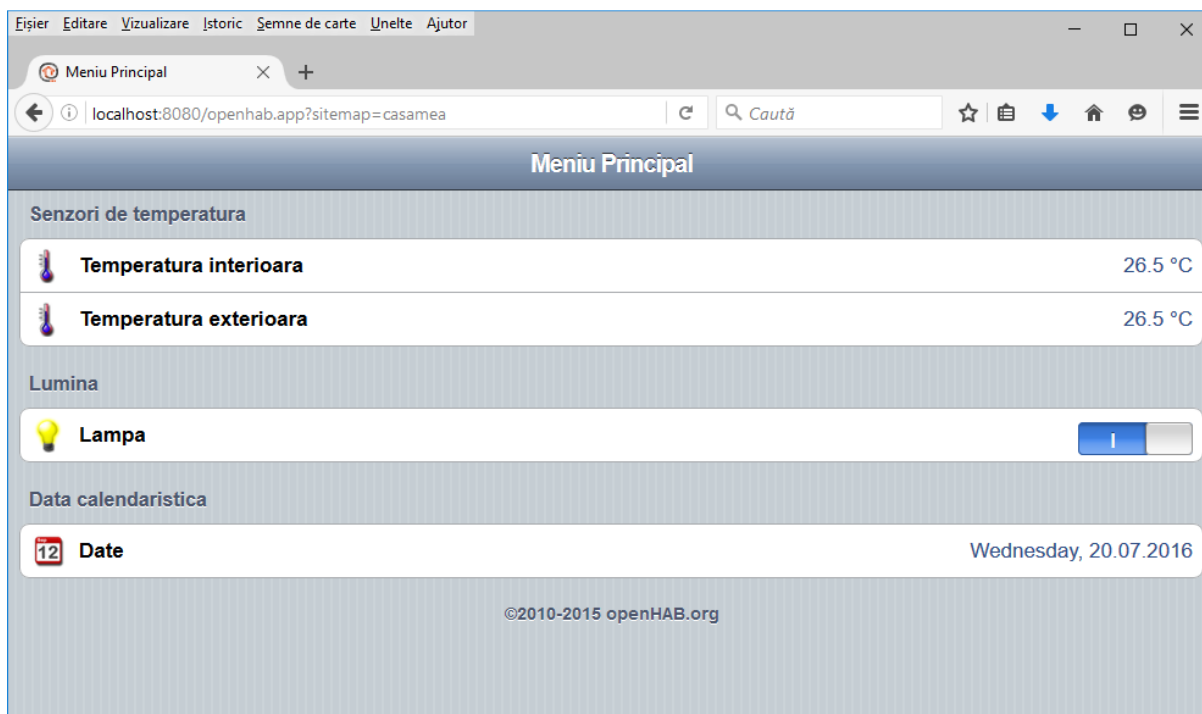 Fișier Editare Vizualizare Istoric Semne de carte Unelte Ajutor
Meniu Principal
localhost:8080/openhab.app?sitemap=casamea
Caută
Meniu Principal
Senzori de temperatura
Temperatura interioara 26.5 °C
Temperatura exterioara 26.5 °C
Lumina
Lampa I
Data calendaristica
12 Date Wednesday, 20.07.2016
©2010-2015 openHAB.org